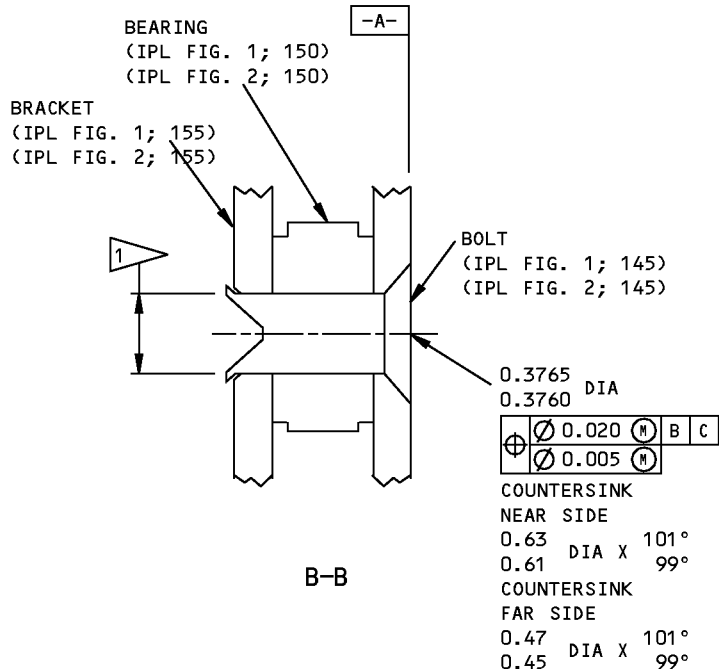 -A-
BEARING
(IPL FIG. 1; 150)
(IPL FIG. 2; 150)
BRACKET
(IPL FIG. 1; 155)
(IPL FIG. 2; 155)
1
BOLT
(IPL FIG. 1; 145)
(IPL FIG. 2; 145)
0.3765
0.3760 DIA
⌖ ∅ 0.020 Ⓜ B C
∅ 0.005 Ⓜ
COUNTERSINK
NEAR SIDE
0.63 DIA X 101°
0.61 99°
COUNTERSINK
FAR SIDE
0.47 DIA X 101°
0.45 99°
B-B